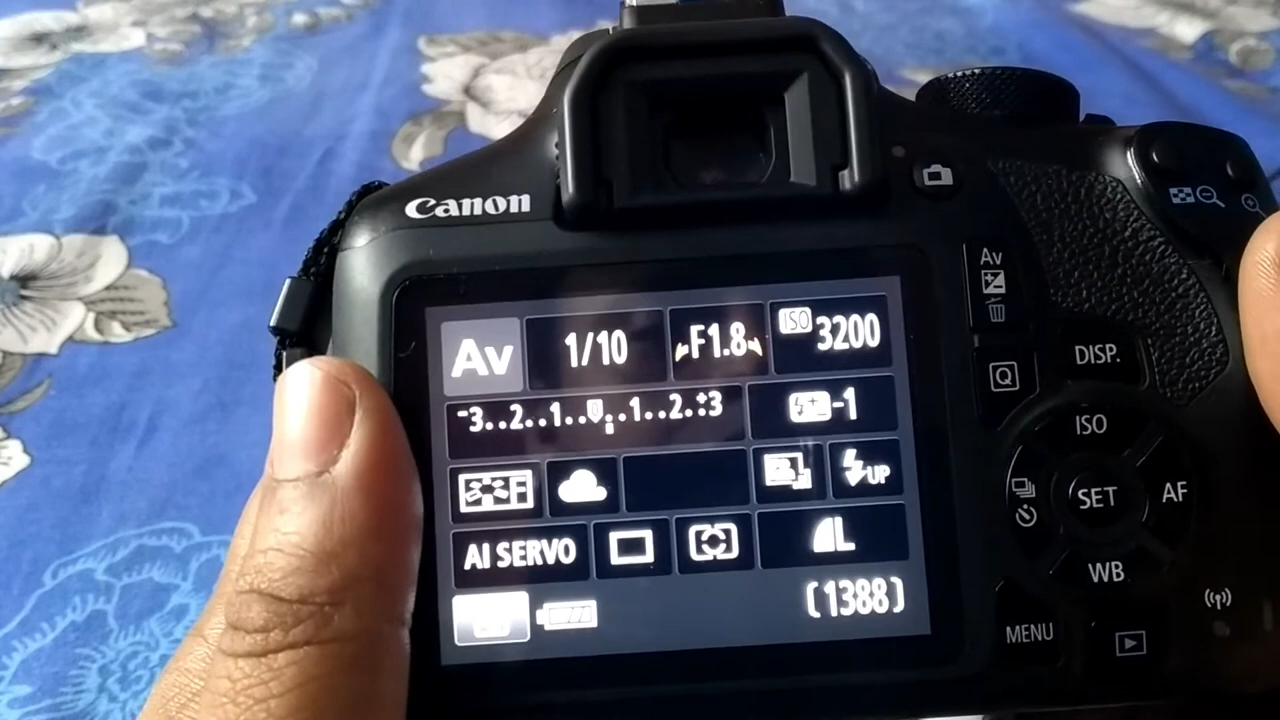 Canon
Av 1/10 F1.8 ISO 3200
-3..2..1..0..1..2.:+3 -1
F UP
AI SERVO L
[1388]
Av
Q DISP.
ISO
AF
SET
WB
MENU